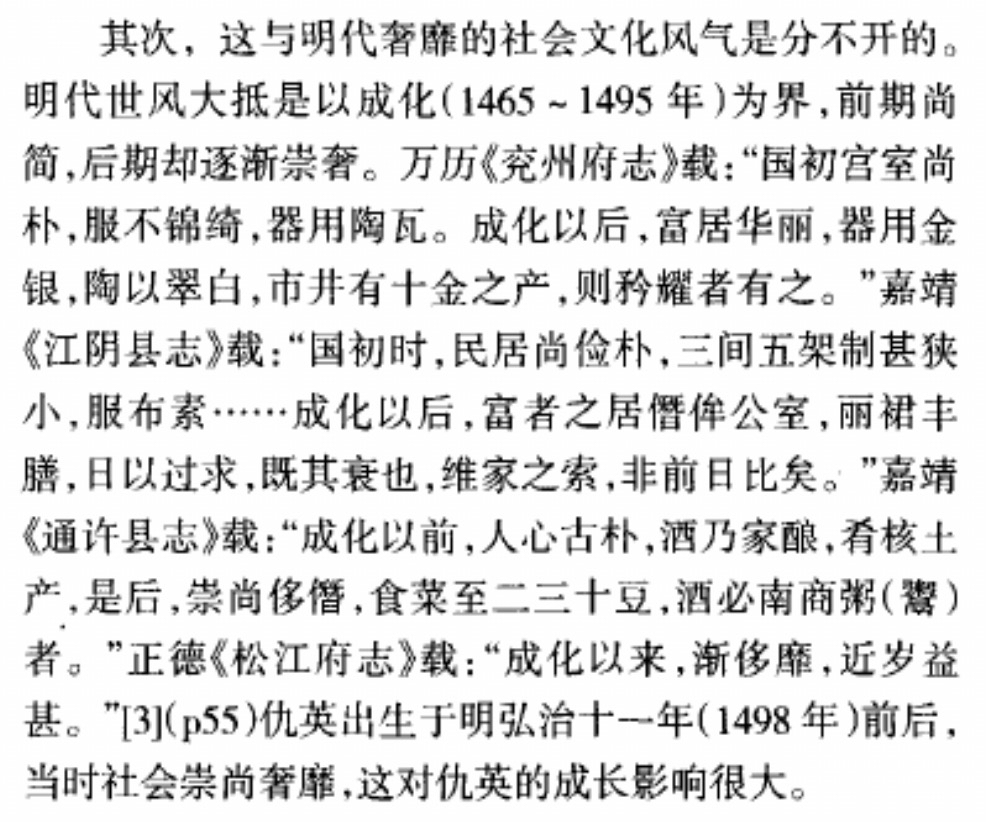 其次，这与明代奢靡的社会文化风气是分不开的。
明代世风大抵是以成化(1465~1495年)为界,前期尚
简,后期却逐渐崇奢。万历《兖州府志》载:“国初宫室尚
朴,服不锦绮,器用陶瓦。成化以后,富居华丽,器用金
银,陶以翠白,市井有十金之产,则矜耀者有之。”嘉靖
《江阴县志》载:“国初时,民居尚俭朴,三间五架制甚狭
小,服布素……成化以后,富者之居僭侔公室,丽裙丰
膳,日以过求,既其衰也,维家之索,非前日比矣。”嘉靖
《通许县志》载:“成化以前,人心古朴,酒乃家酿,肴核土
产,是后,崇尚侈僭,食菜至二三十豆,酒必南商粥(鬻)
者。”正德《松江府志》载:“成化以来,渐侈靡,近岁益
甚。”[3](p55)仇英出生于明弘治十一年(1498年)前后,
当时社会崇尚奢靡,这对仇英的成长影响很大。